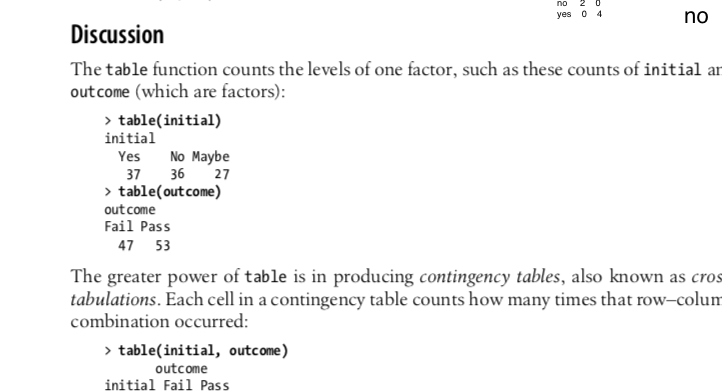 no 2 0
yes 0 4
no
Discussion
The table function counts the levels of one factor, such as these counts of initial
outcome (which are factors):
> table(initial)
initial
Yes No Maybe
37 36 27
> table(outcome)
outcome
Fail Pass
47 53
The greater power of table is in producing contingency tables, also known as
tabulations. Each cell in a contingency table counts how many times that
combination occurred:
> table(initial, outcome)
outcome
initial Fail Pass